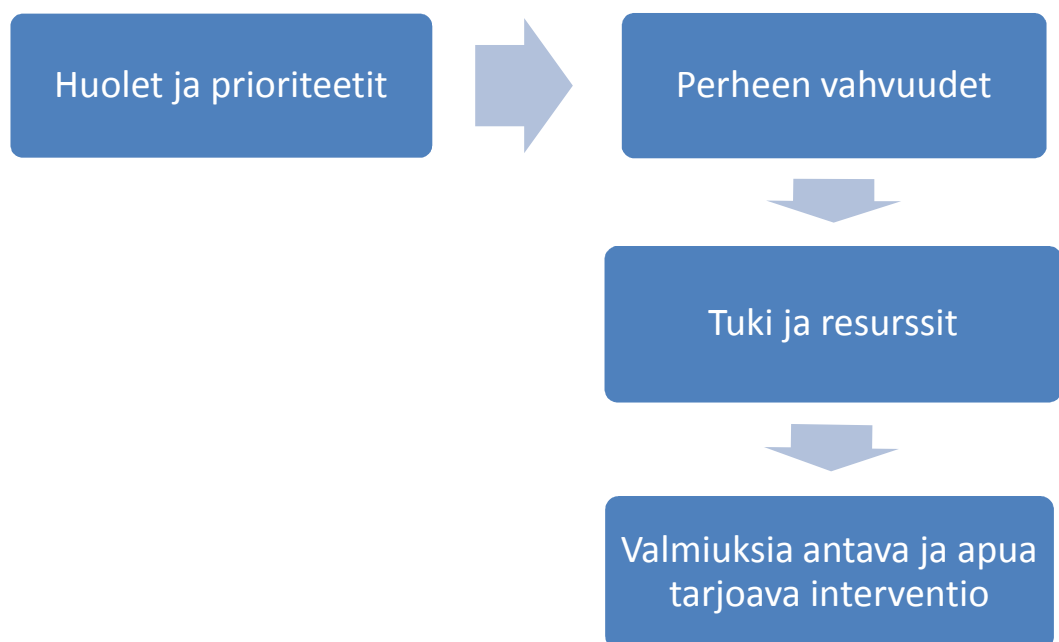 Huolet ja prioriteetit
Perheen vahvuudet
Tuki ja resurssit
Valmiuksia antava ja apua
tarjoava interventio